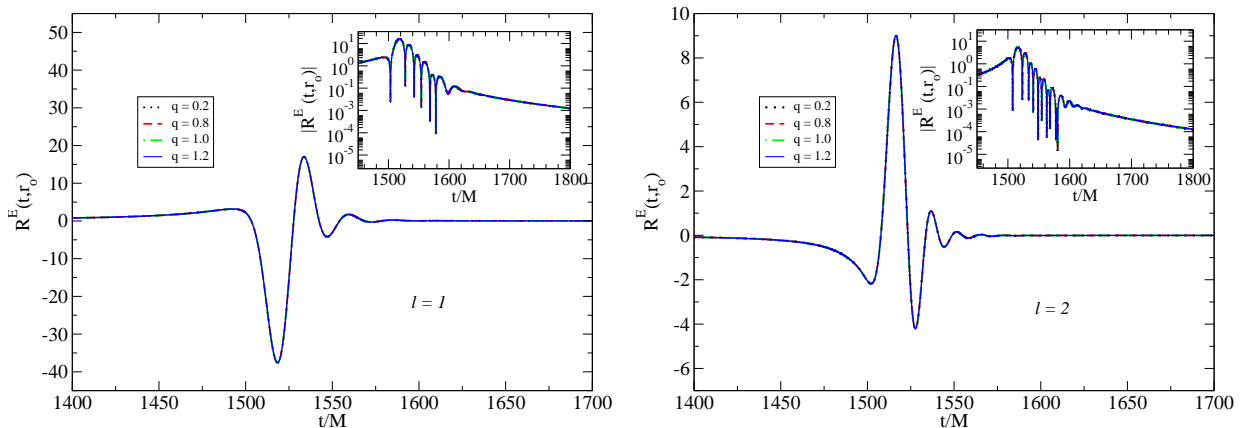 50
40
30
20
10
0
-10
-20
-30
-40
R^E(t,r_o)
1400 1450 1500 1550 1600 1650 1700
t/M
q = 0.2
q = 0.8
q = 1.0
q = 1.2
l = 1
|R^E(t,r_o)|
10^1
10^0
10^-1
10^-2
10^-3
10^-4
10^-5
1500 1600 1700 1800
t/M
10
8
6
4
2
0
-2
-4
-6
R^E(t,r_o)
1400 1450 1500 1550 1600 1650 1700
t/M
q = 0.2
q = 0.8
q = 1.0
q = 1.2
l = 2
|R^E(t,r_o)|
10^1
10^0
10^-1
10^-2
10^-3
10^-4
10^-5
1500 1600 1700 1800
t/M